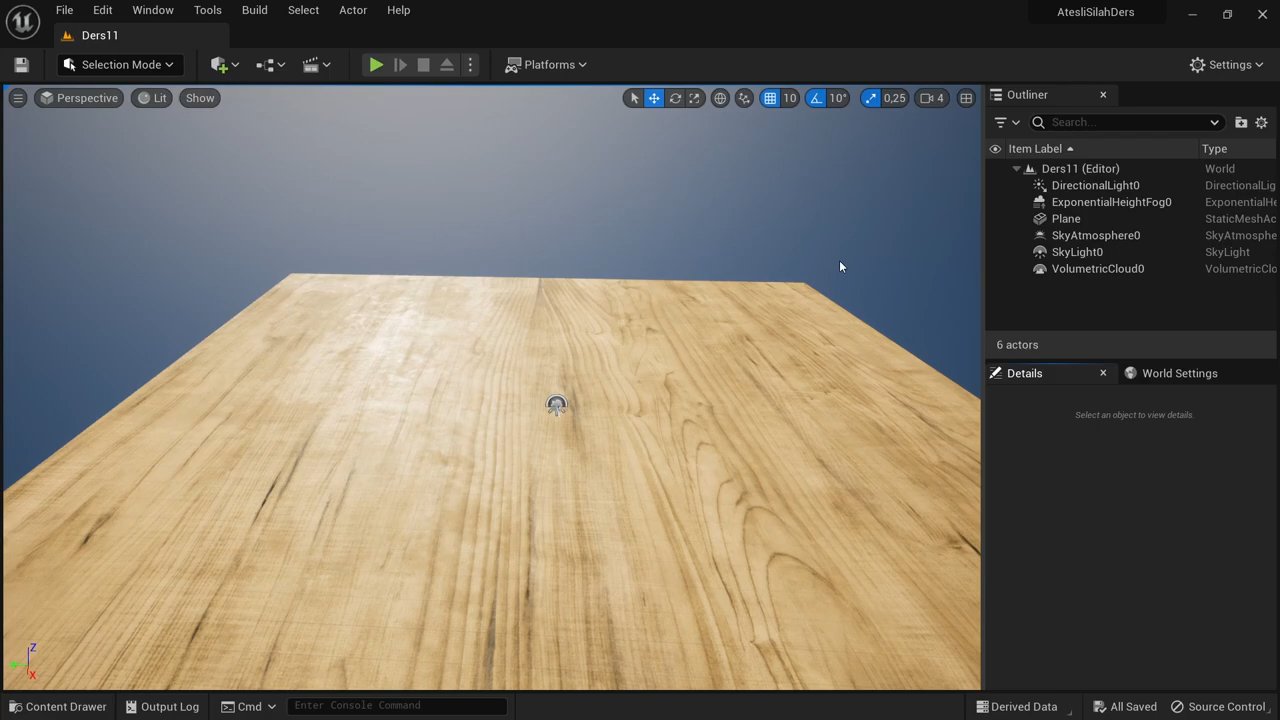 File Edit Window Tools Build Select Actor Help
AtesliSilahDers
Ders11
Selection Mode
Platforms
Settings
Perspective Lit Show
10 10° 0,25 4
Outliner
Search...
Item Label Type
Ders11 (Editor) World
DirectionalLight0 DirectionalLig
ExponentialHeightFog0 ExponentialHe
Plane StaticMeshAc
SkyAtmosphere0 SkyAtmosphe
SkyLight0 SkyLight
VolumetricCloud0 VolumetricClo
6 actors
Details World Settings
Select an object to view details.
Z
X
Content Drawer Output Log Cmd Enter Console Command Derived Data All Saved Source Control